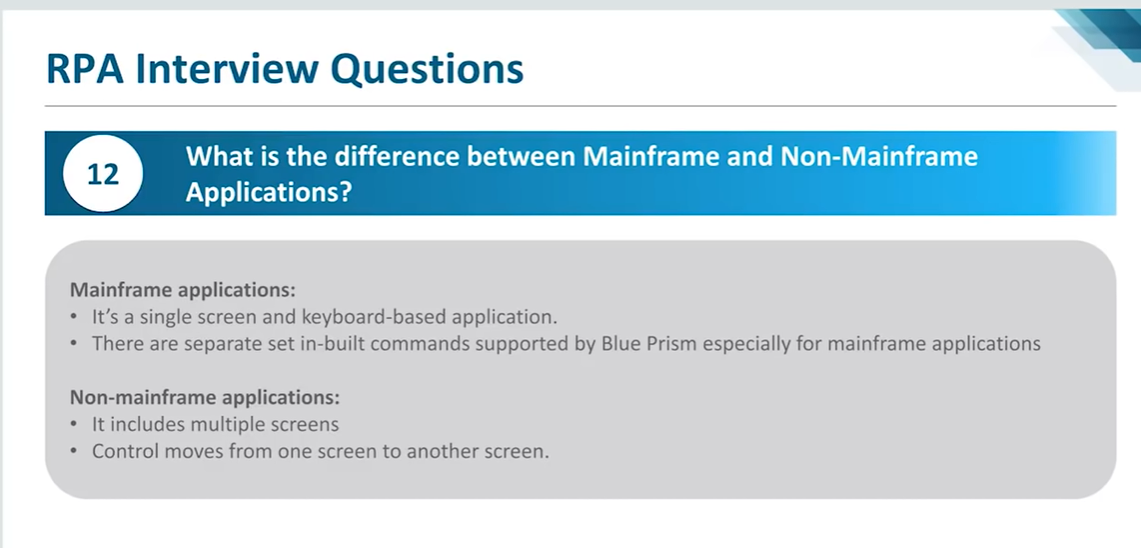 RPA Interview Questions
12
What is the difference between Mainframe and Non-Mainframe
Applications?
Mainframe applications:
• It’s a single screen and keyboard-based application.
• There are separate set in-built commands supported by Blue Prism especially for mainframe applications
Non-mainframe applications:
• It includes multiple screens
• Control moves from one screen to another screen.